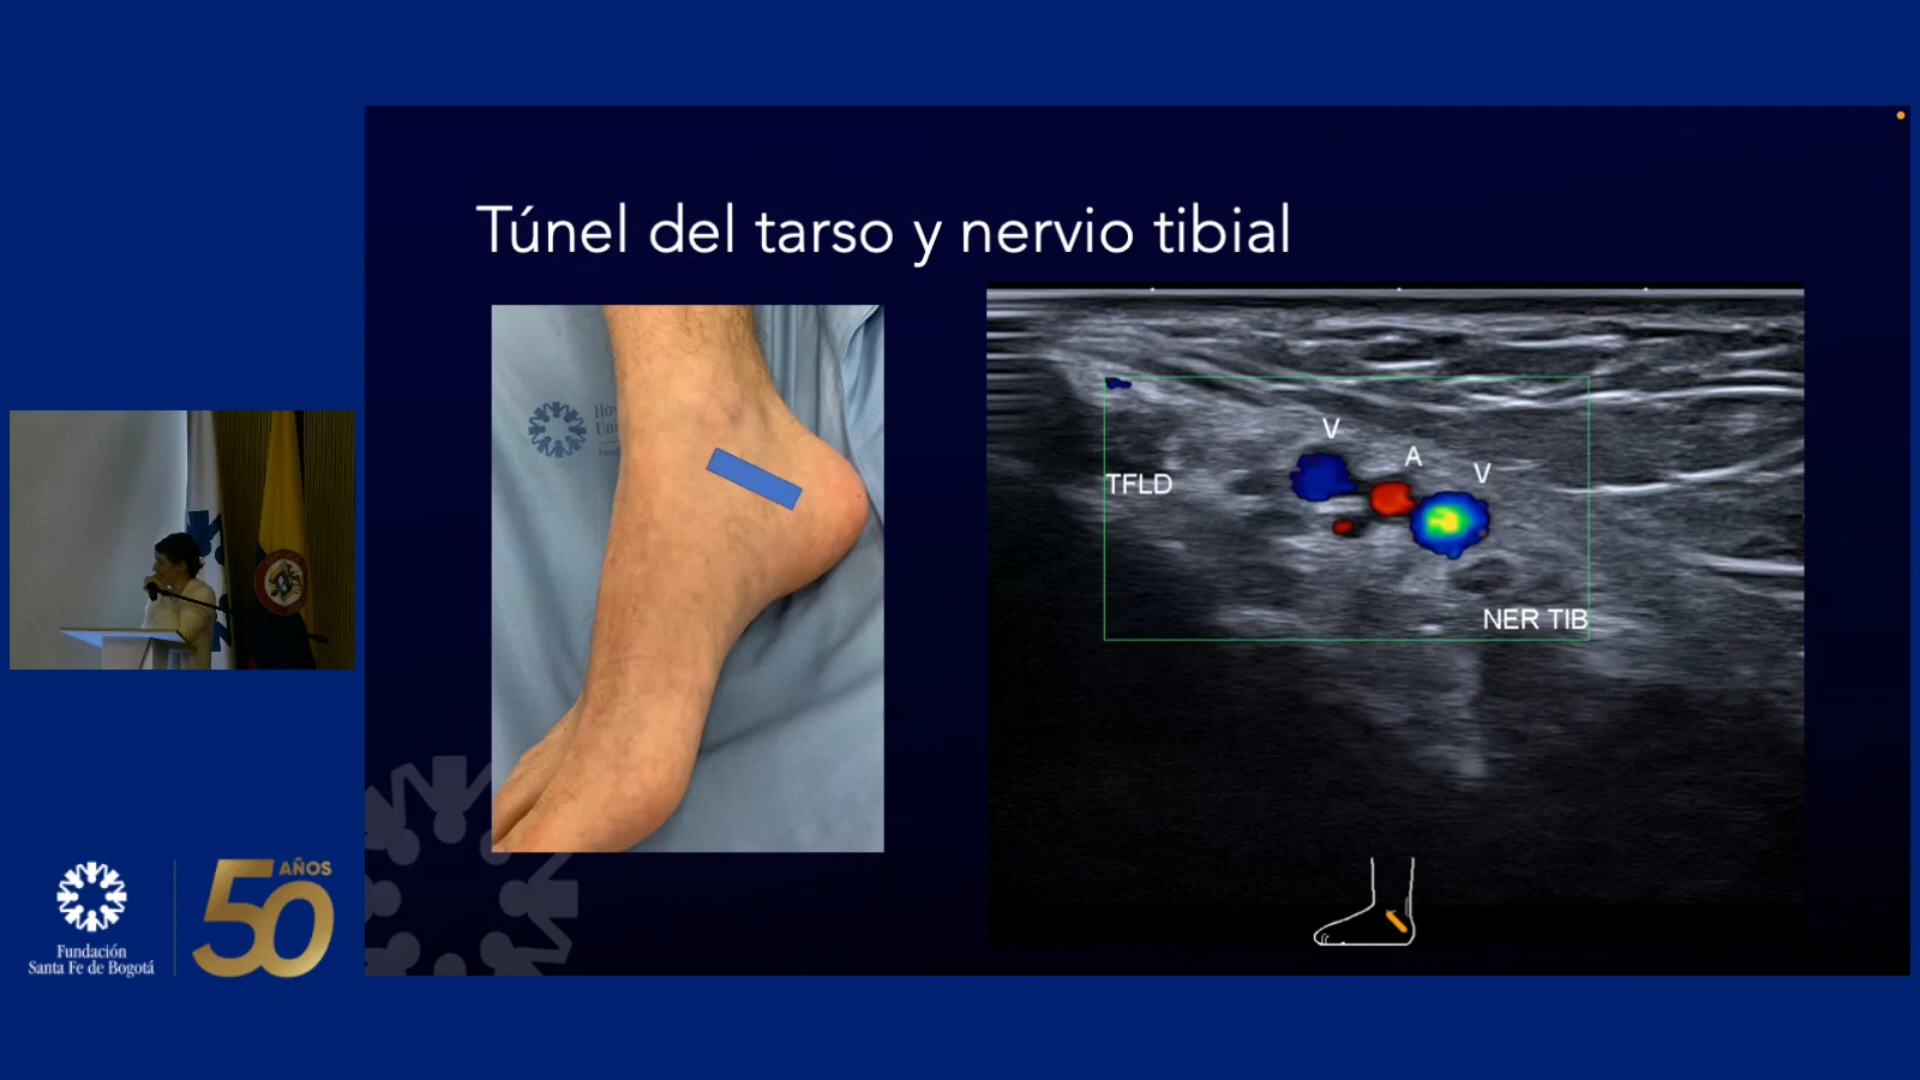 Túnel del tarso y nervio tibial
V
A
V
TFLD
NER TIB
50 AÑOS
Fundación
Santa Fe de Bogotá